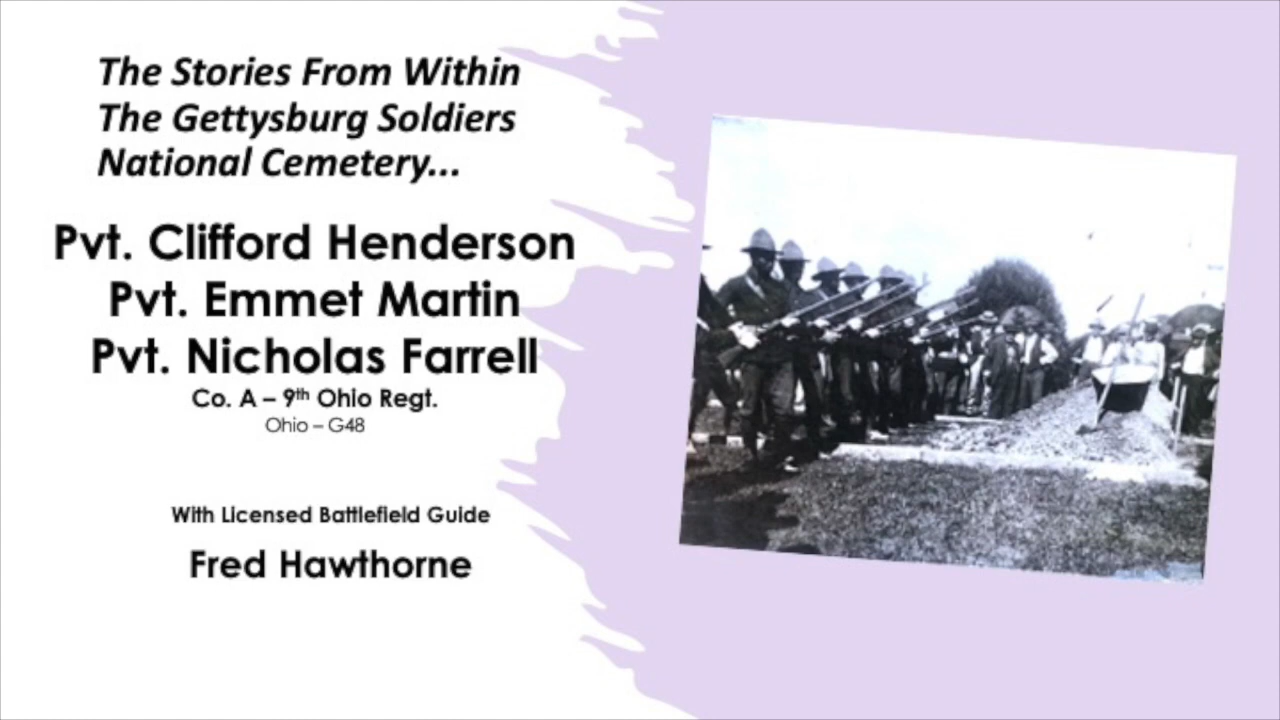 The Stories From Within
The Gettysburg Soldiers
National Cemetery...
Pvt. Clifford Henderson
Pvt. Emmet Martin
Pvt. Nicholas Farrell
Co. A – 9th Ohio Regt.
Ohio – G48
With Licensed Battlefield Guide
Fred Hawthorne